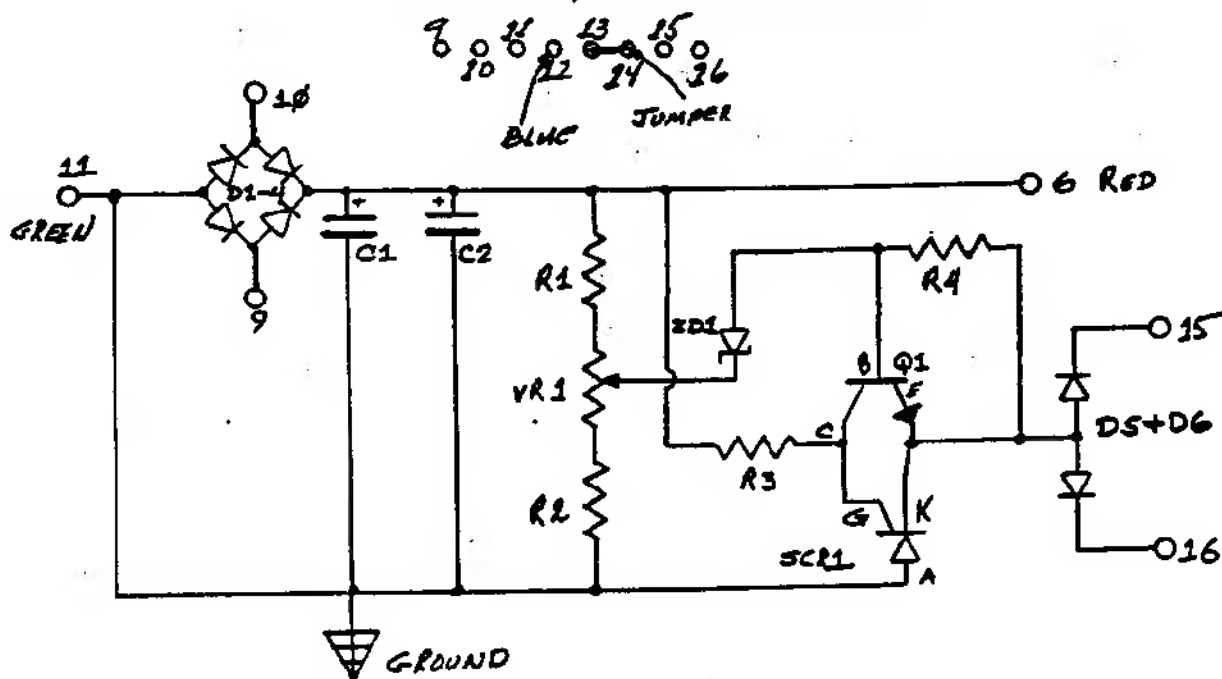 9 11 13 15
10 12 14 16
BLUE JUMPER
10
11
GREEN
D1-4
9
6 RED
+ +
C1 C2
R1
R4
ZD1
15
VR1
B Q1
E
C
D5+D6
R3
R2
G K
SCR1
A
16
GROUND